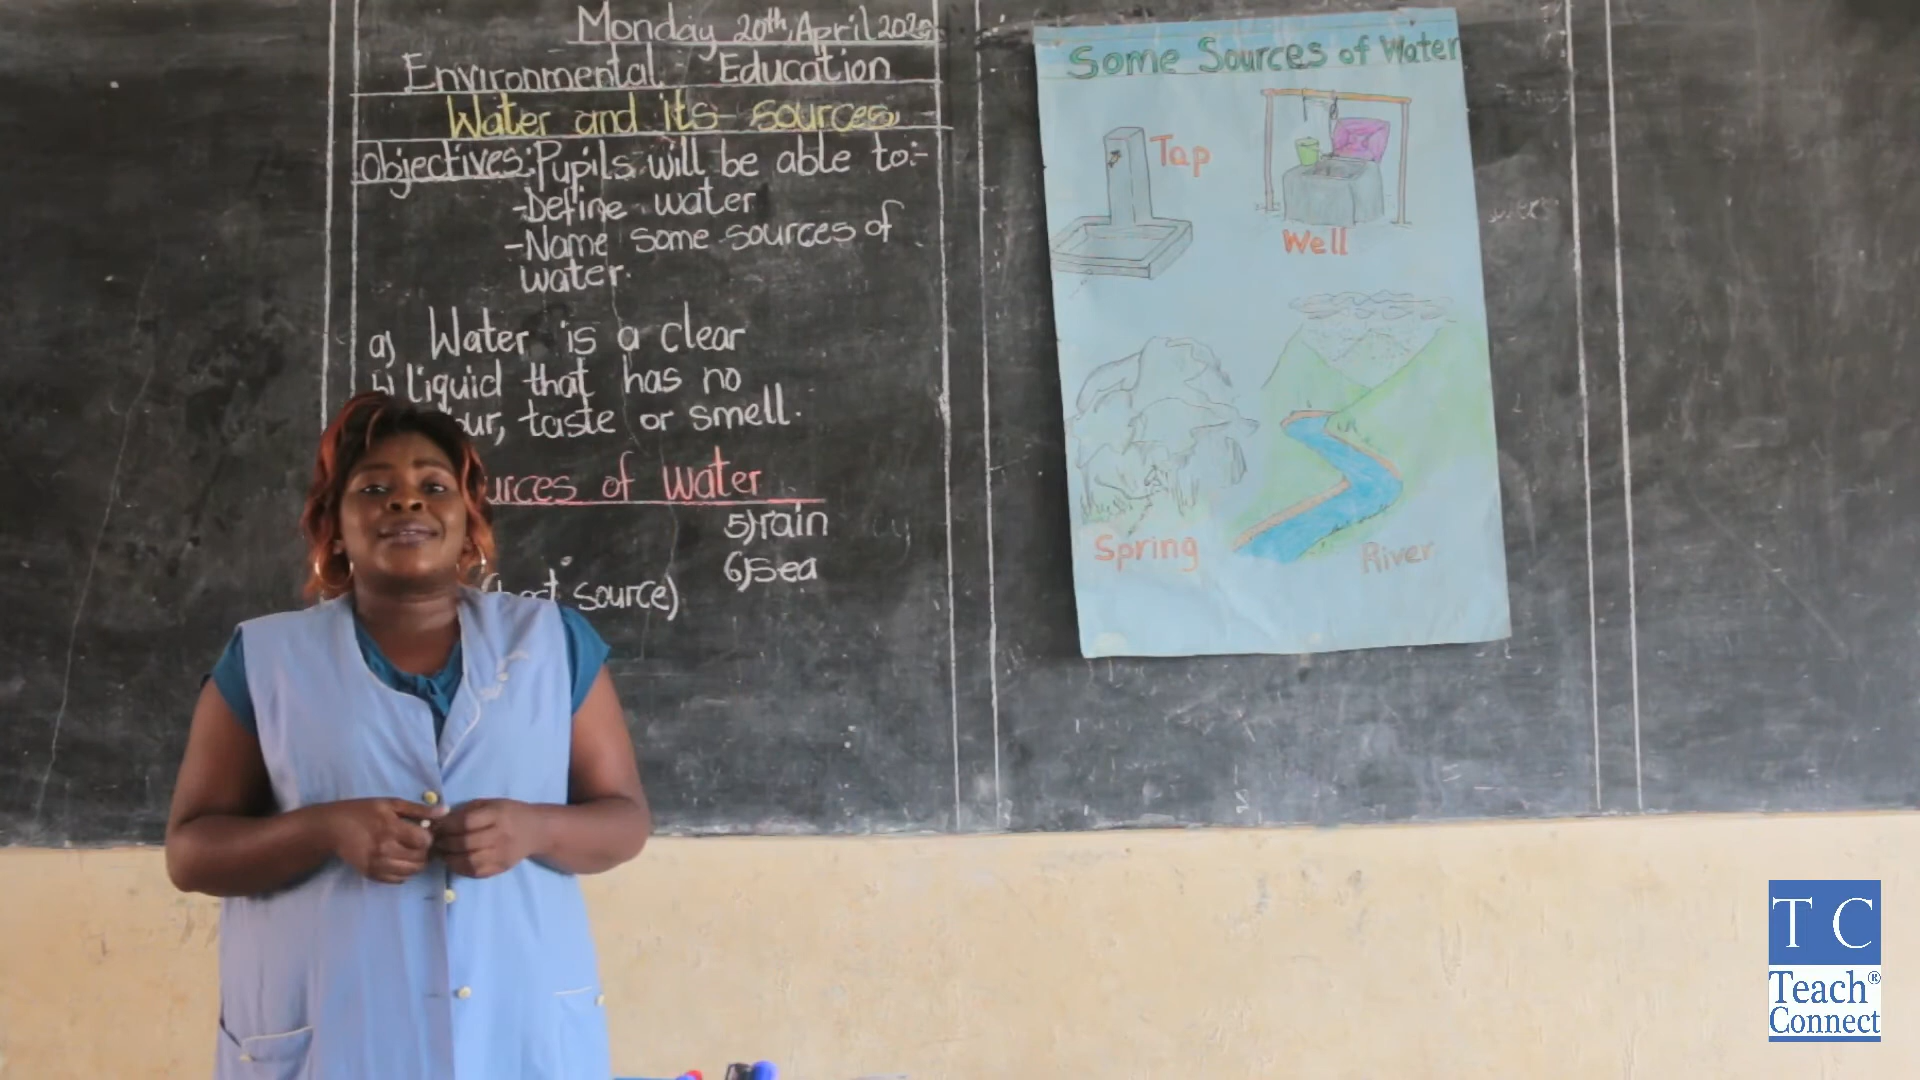 Monday 20th, April 2020
Environmental Education
Water and its sources
Objectives: Pupils will be able to:-
-Define water
-Name some sources of
water.
a) Water is a clear
b) liquid that has no
our, taste or smell.
urces of water
5) rain
6) sea
source)
Some Sources of Water
Tap
Well
Spring
River
T C
Teach®
Connect